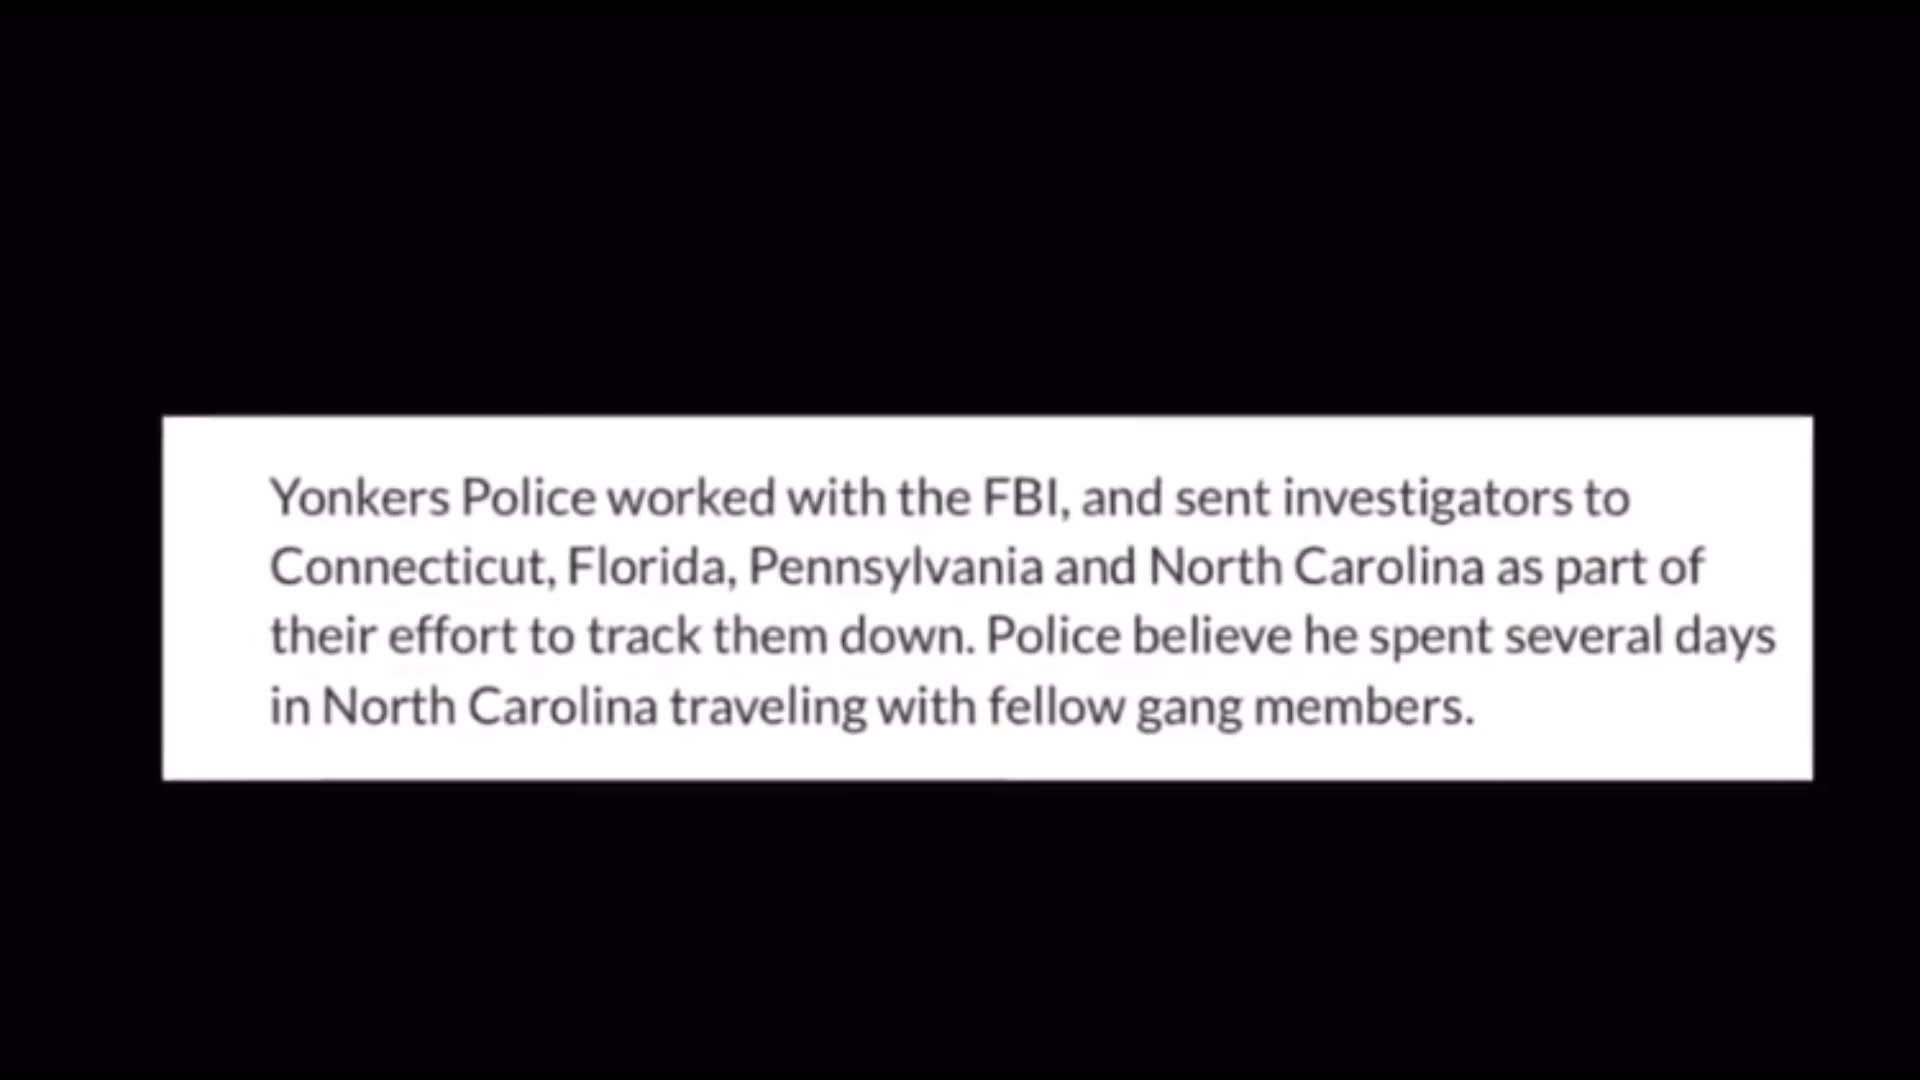 Yonkers Police worked with the FBI, and sent investigators to
Connecticut, Florida, Pennsylvania and North Carolina as part of
their effort to track them down. Police believe he spent several days
in North Carolina traveling with fellow gang members.